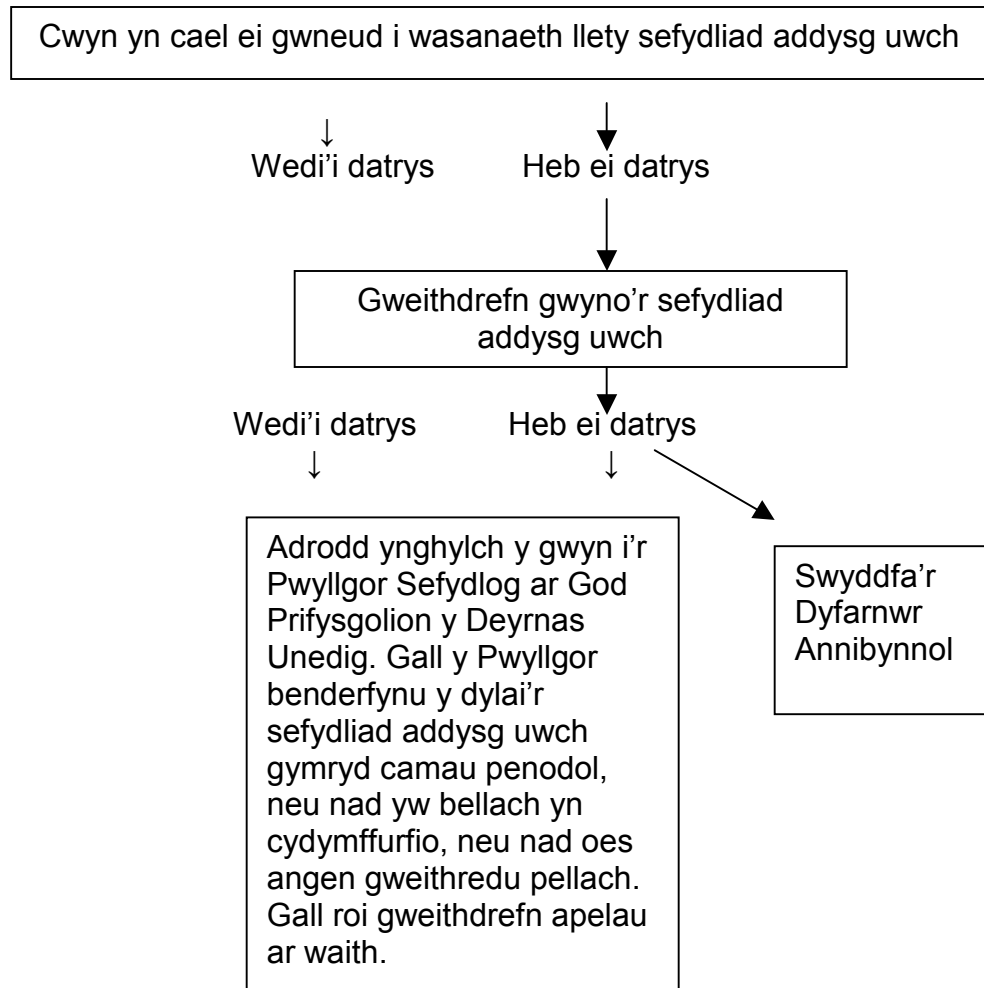 Cwyn yn cael ei gwneud i wasanaeth llety sefydliad addysg uwch
↓
Wedi’i datrys Heb ei datrys
Gweithdrefn gwyno’r sefydliad
addysg uwch
Wedi’i datrys Heb ei datrys
↓ ↓
Adrodd ynghylch y gwyn i’r
Pwyllgor Sefydlog ar God
Prifysgolion y Deyrnas
Unedig. Gall y Pwyllgor
benderfynu y dylai’r
sefydliad addysg uwch
gymryd camau penodol,
neu nad yw bellach yn
cydymffurfio, neu nad oes
angen gweithredu pellach.
Gall roi gweithdrefn apelau
ar waith.
Swyddfa’r
Dyfarnwr
Annibynnol